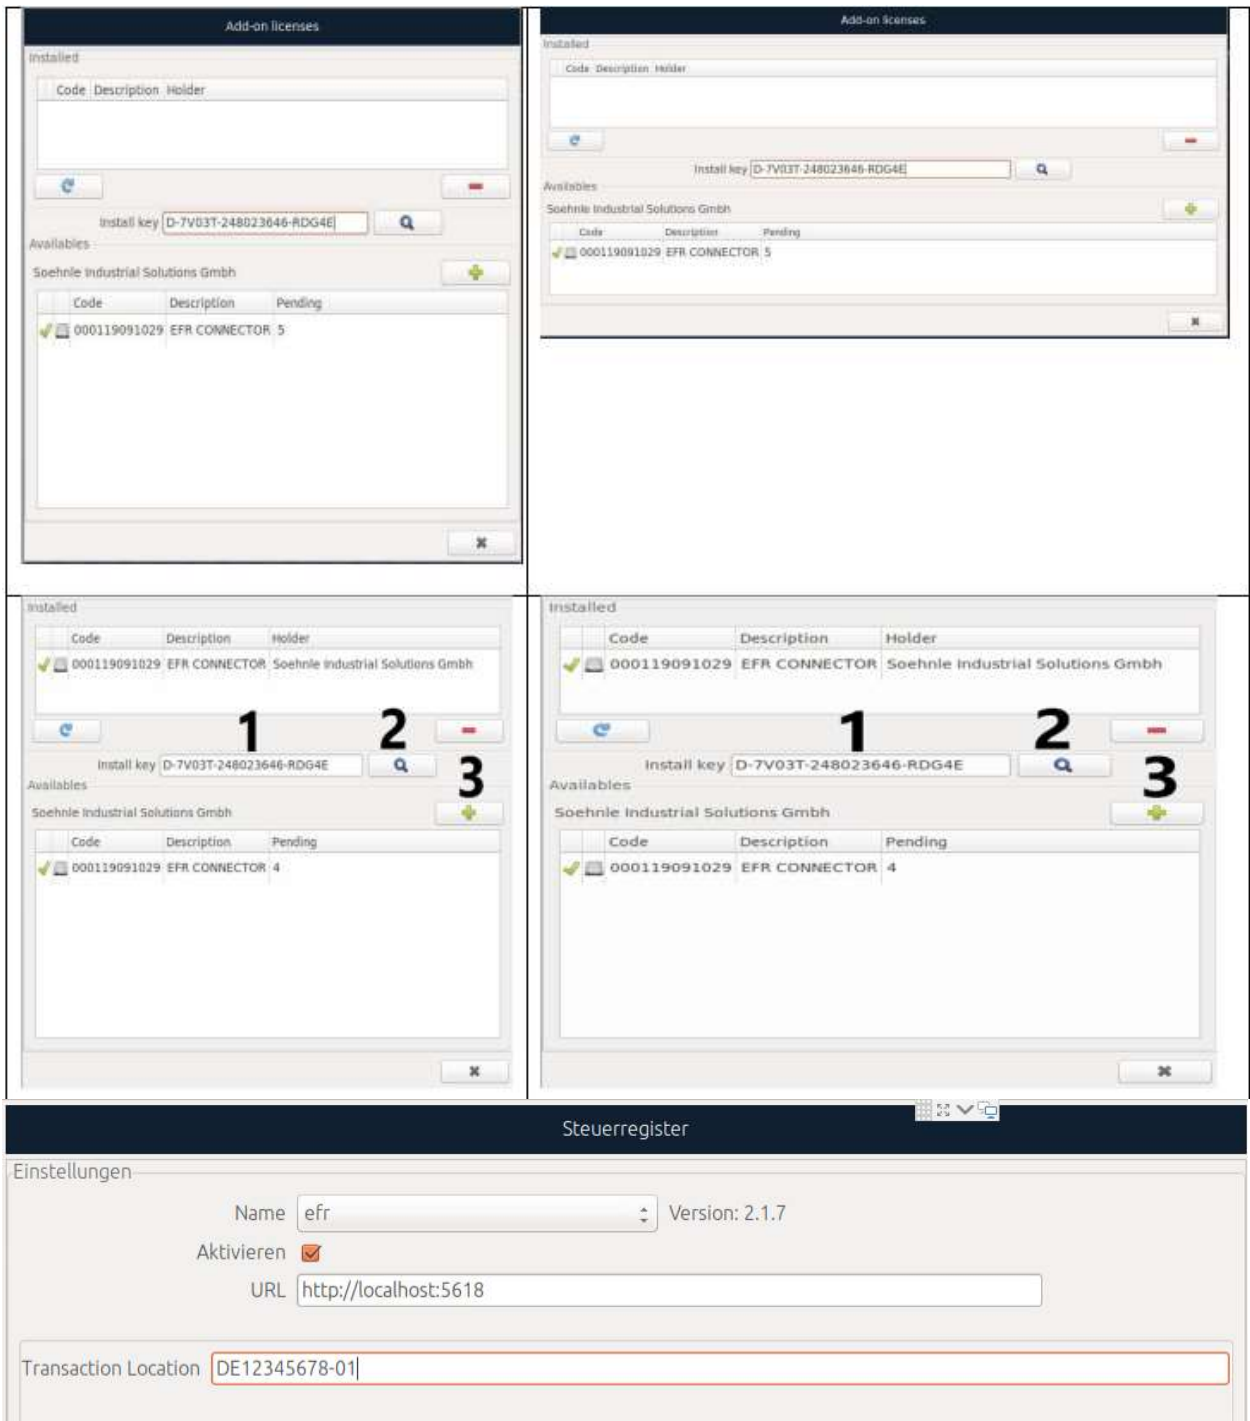 Add-on licenses
Installed
Code Description Holder
Install key D-7V03T-248023646-RDG4E
Availables
Soehnle Industrial Solutions Gmbh
Code Description Pending
000119091029 EFR CONNECTOR 5
Add-on licenses
Installed
Code Description Holder
Install key D-7V03T-248023646-RDG4E
Availables
Soehnle Industrial Solutions Gmbh
Code Description Pending
000119091029 EFR CONNECTOR 5
Installed
Code Description Holder
000119091029 EFR CONNECTOR Soehnle Industrial Solutions Gmbh
1 2
Install key D-7V03T-248023646-RDG4E
3
Availables
Soehnle Industrial Solutions Gmbh
Code Description Pending
000119091029 EFR CONNECTOR 4
Installed
Code Description Holder
000119091029 EFR CONNECTOR Soehnle Industrial Solutions Gmbh
1 2
Install key D-7V03T-248023646-RDG4E
3
Availables
Soehnle Industrial Solutions Gmbh
Code Description Pending
000119091029 EFR CONNECTOR 4
Steuerregister
Einstellungen
Name efr Version: 2.1.7
Aktivieren
URL http://localhost:5618
Transaction Location DE12345678-01